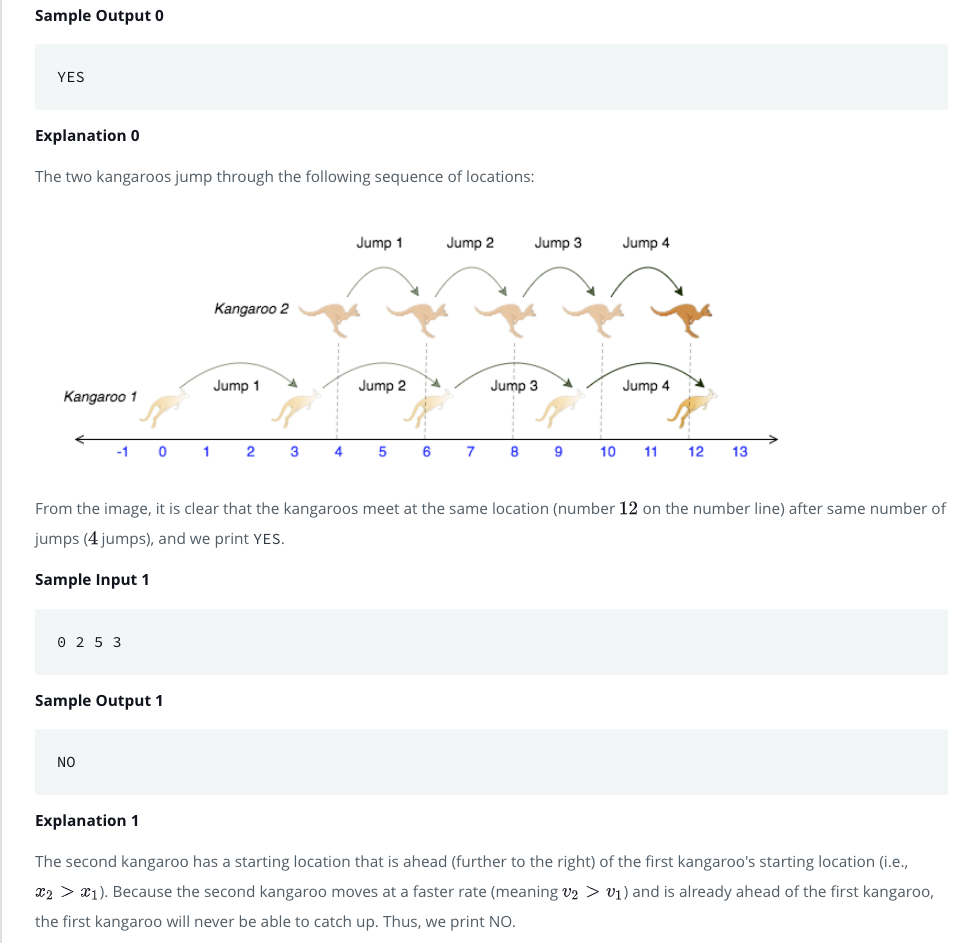 Sample Output 0
YES
Explanation 0
The two kangaroos jump through the following sequence of locations:
Jump 1 Jump 2 Jump 3 Jump 4
Kangaroo 2
Jump 1 Jump 2 Jump 3 Jump 4
Kangaroo 1
-1 0 1 2 3 4 5 6 7 8 9 10 11 12 13
From the image, it is clear that the kangaroos meet at the same location (number 12 on the number line) after same number of
jumps (4 jumps), and we print YES.
Sample Input 1
0 2 5 3
Sample Output 1
NO
Explanation 1
The second kangaroo has a starting location that is ahead (further to the right) of the first kangaroo's starting location (i.e.,
x₂ > x₁). Because the second kangaroo moves at a faster rate (meaning v₂ > v₁) and is already ahead of the first kangaroo,
the first kangaroo will never be able to catch up. Thus, we print NO.